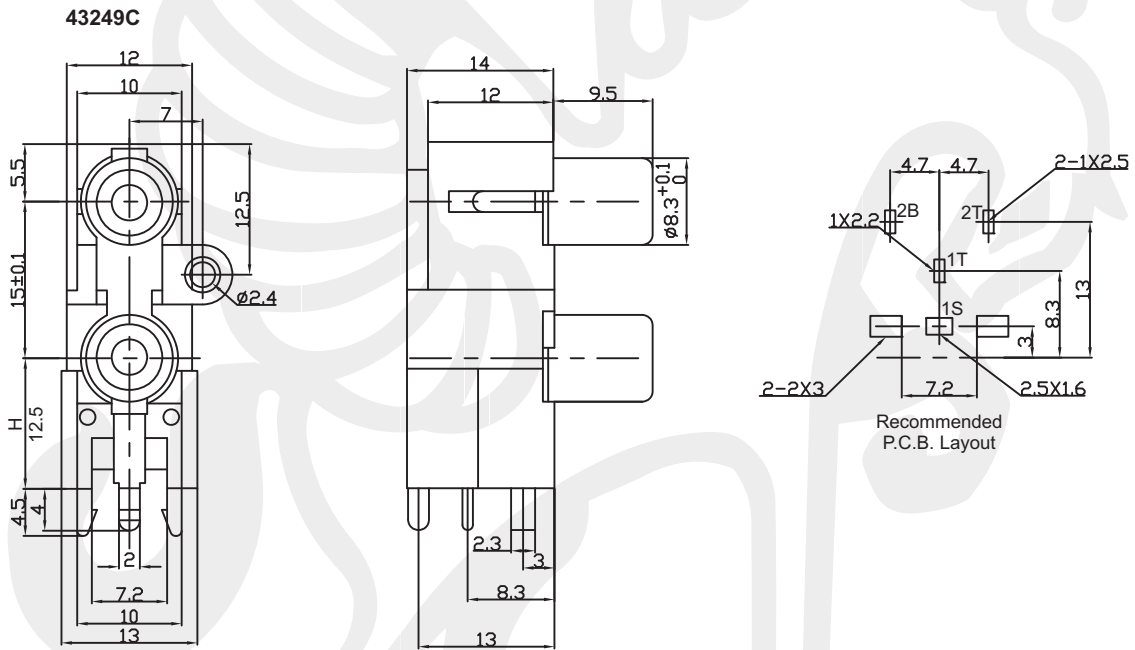 43249C
12
10
7
5.5
12.5
15±0.1
ø2.4
H
12.5
4.5
4
2
7.2
10
13
14
12
9.5
ø8.3 +0.1
0
2.3
3
8.3
13
4.7
4.7
2-1X2.5
2B
2T
1X2.2
1T
1S
13
8.3
3
2-2X3
7.2
2.5X1.6
Recommended
P.C.B. Layout